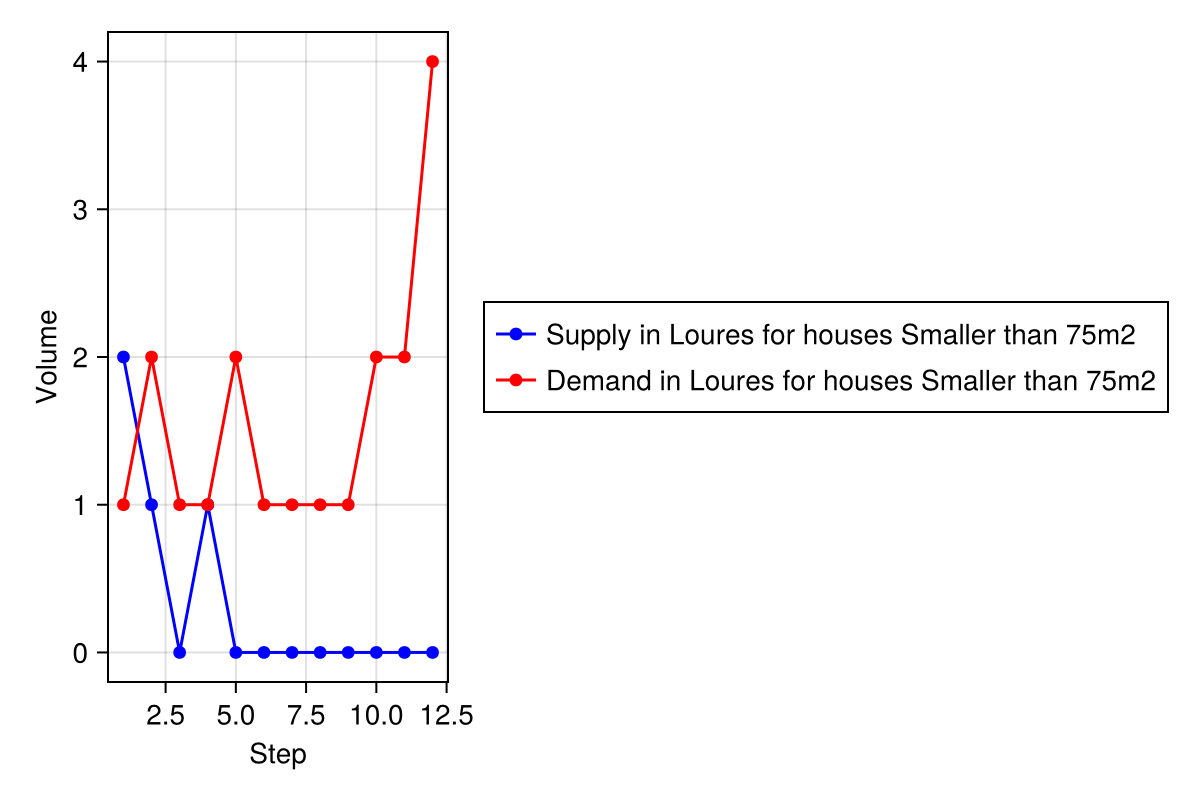 4
3
2
1
0
Volume
2.5 5.0 7.5 10.0 12.5
Step
Supply in Loures for houses Smaller than 75m2
Demand in Loures for houses Smaller than 75m2